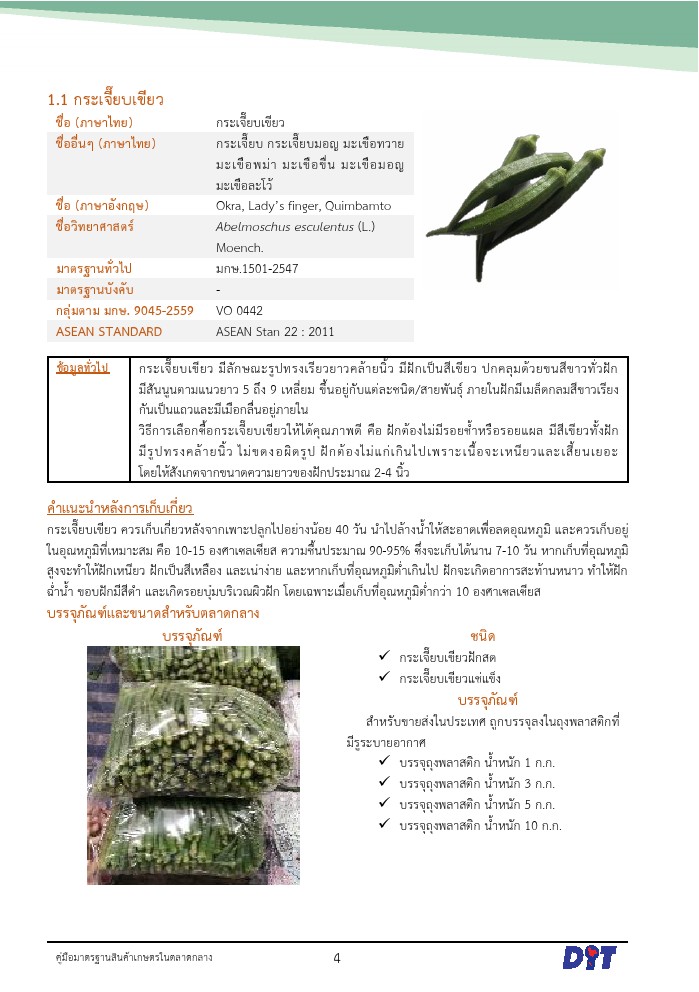 1.1 กระเจี๊ยบเขียว
ชื่อ (ภาษาไทย) กระเจี๊ยบเขียว
ชื่ออื่นๆ (ภาษาไทย) กระเจี๊ยบ กระเจี๊ยบมอญ มะเขือทวาย
มะเขือพม่า มะเขือขื่น มะเขือมอญ
มะเขือละโว้
ชื่อ (ภาษาอังกฤษ) Okra, Lady’s finger, Quimbamto
ชื่อวิทยาศาสตร์ Abelmoschus esculentus (L.)
Moench.
มาตรฐานทั่วไป มกษ.1501-2547
มาตรฐานบังคับ -
กลุ่มตาม มกษ. 9045-2559 VO 0442
ASEAN STANDARD ASEAN Stan 22 : 2011
ข้อมูลทั่วไป กระเจี๊ยบเขียว มีลักษณะรูปทรงเรียวยาวคล้ายนิ้ว มีฝักเป็นสีเขียว ปกคลุมด้วยขนสีขาวทั่วฝัก
มีสันนูนตามแนวยาว 5 ถึง 9 เหลี่ยม ขึ้นอยู่กับแต่ละชนิด/สายพันธุ์ ภายในฝักมีเมล็ดกลมสีขาวเรียง
กันเป็นแถวและมีเมือกลื่นอยู่ภายใน
วิธีการเลือกซื้อกระเจี๊ยบเขียวให้ได้คุณภาพดี คือ ฝักต้องไม่มีรอยช้ำหรือรอยแผล มีสีเขียวทั้งฝัก
มีรูปทรงคล้ายนิ้ว ไม่ขดงอผิดรูป ฝักต้องไม่แก่เกินไปเพราะเนื้อจะเหนียวและเสี้ยนเยอะ
โดยให้สังเกตจากขนาดความยาวของฝักประมาณ 2-4 นิ้ว
คำแนะนำหลังการเก็บเกี่ยว
กระเจี๊ยบเขียว ควรเก็บเกี่ยวหลังจากเพาะปลูกไปอย่างน้อย 40 วัน นำไปล้างน้ำให้สะอาดเพื่อลดอุณหภูมิ และควรเก็บอยู่
ในอุณหภูมิที่เหมาะสม คือ 10-15 องศาเซลเซียส ความชื้นประมาณ 90-95% ซึ่งจะเก็บได้นาน 7-10 วัน หากเก็บที่อุณหภูมิ
สูงจะทำให้ฝักเหนียว ฝักเป็นสีเหลือง และเน่าง่าย และหากเก็บที่อุณหภูมิต่ำเกินไป ฝักจะเกิดอาการสะท้านหนาว ทำให้ฝัก
ฉ่ำน้ำ ขอบฝักมีสีดำ และเกิดรอยบุ่มบริเวณผิวฝัก โดยเฉพาะเมื่อเก็บที่อุณหภูมิต่ำกว่า 10 องศาเซลเซียส
บรรจุภัณฑ์และขนาดสำหรับตลาดกลาง
บรรจุภัณฑ์
ชนิด
✓ กระเจี๊ยบเขียวฝักสด
✓ กระเจี๊ยบเขียวแช่แข็ง
บรรจุภัณฑ์
สำหรับขายส่งในประเทศ ถูกบรรจุลงในถุงพลาสติกที่
มีรูระบายอากาศ
✓ บรรจุถุงพลาสติก น้ำหนัก 1 ก.ก.
✓ บรรจุถุงพลาสติก น้ำหนัก 3 ก.ก.
✓ บรรจุถุงพลาสติก น้ำหนัก 5 ก.ก.
✓ บรรจุถุงพลาสติก น้ำหนัก 10 ก.ก.
คู่มือมาตรฐานสินค้าเกษตรในตลาดกลาง 4 DIT